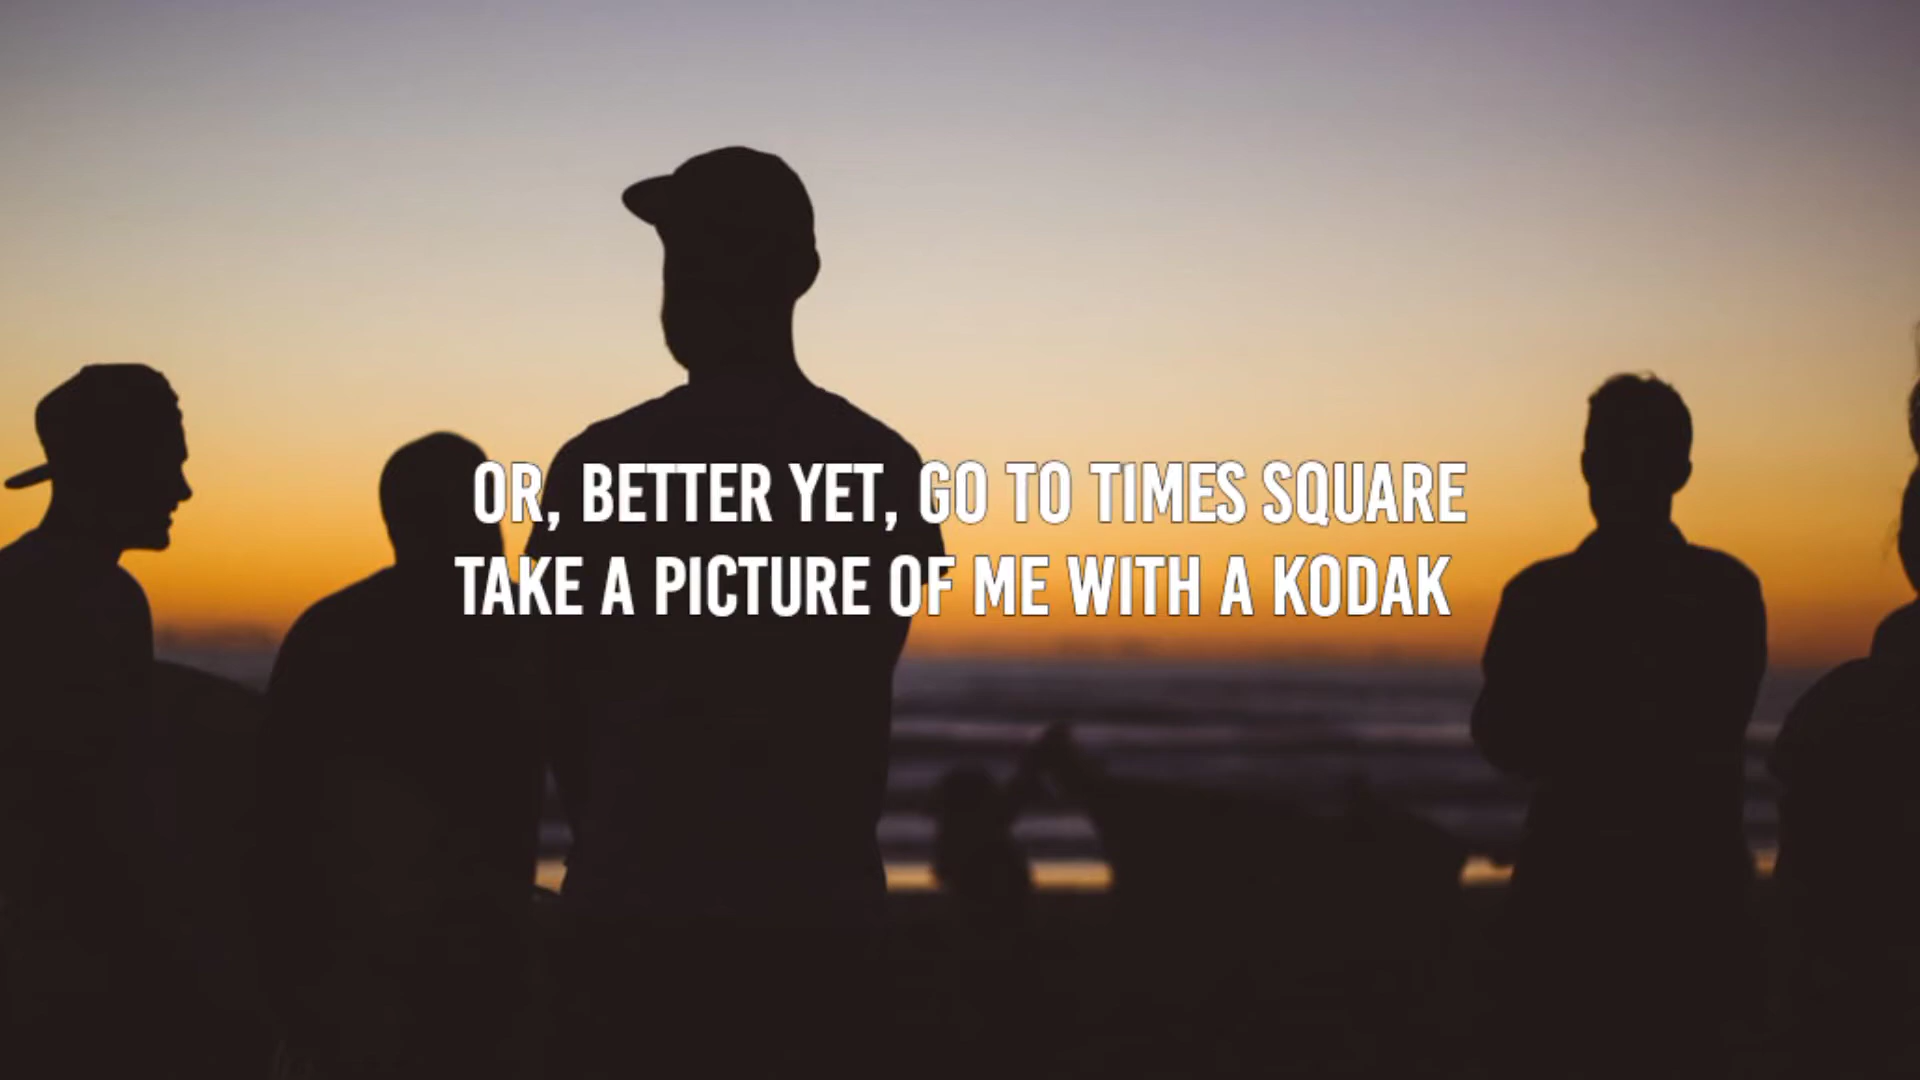 OR, BETTER YET, GO TO TIMES SQUARE
TAKE A PICTURE OF ME WITH A KODAK